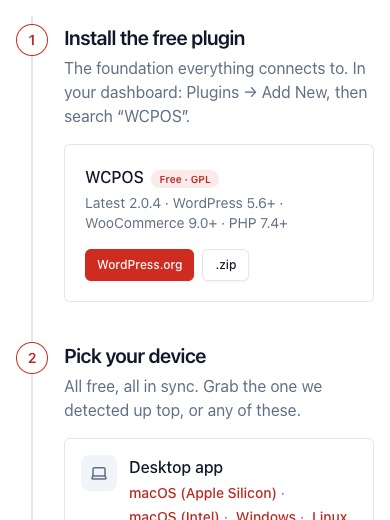 1
Install the free plugin
The foundation everything connects to. In
your dashboard: Plugins → Add New, then
search “WCPOS”.
WCPOS Free · GPL
Latest 2.0.4 · WordPress 5.6+ ·
WooCommerce 9.0+ · PHP 7.4+
WordPress.org .zip
2
Pick your device
All free, all in sync. Grab the one we
detected up top, or any of these.
Desktop app
macOS (Apple Silicon) ·
macOS (Intel) · Windows · Linux